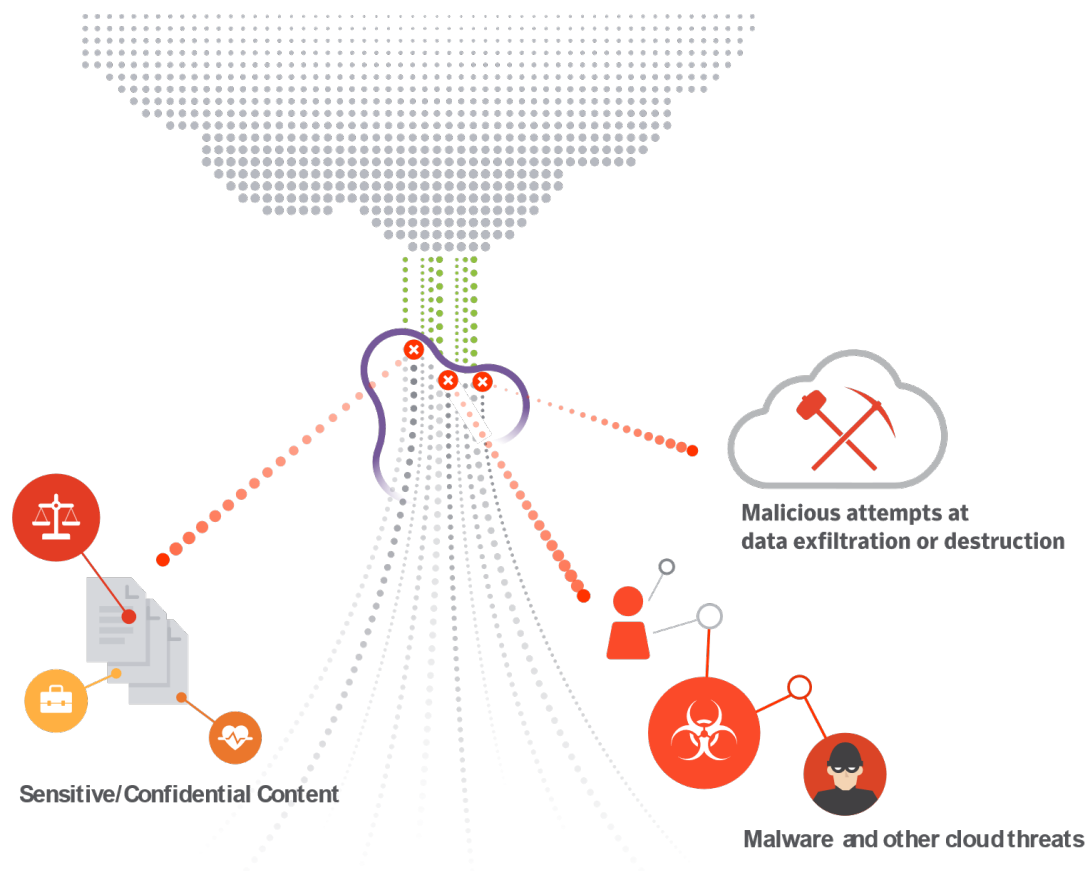 Malicious attempts at
data exfiltration or destruction
Sensitive/Confidential Content
Malware and other cloud threats